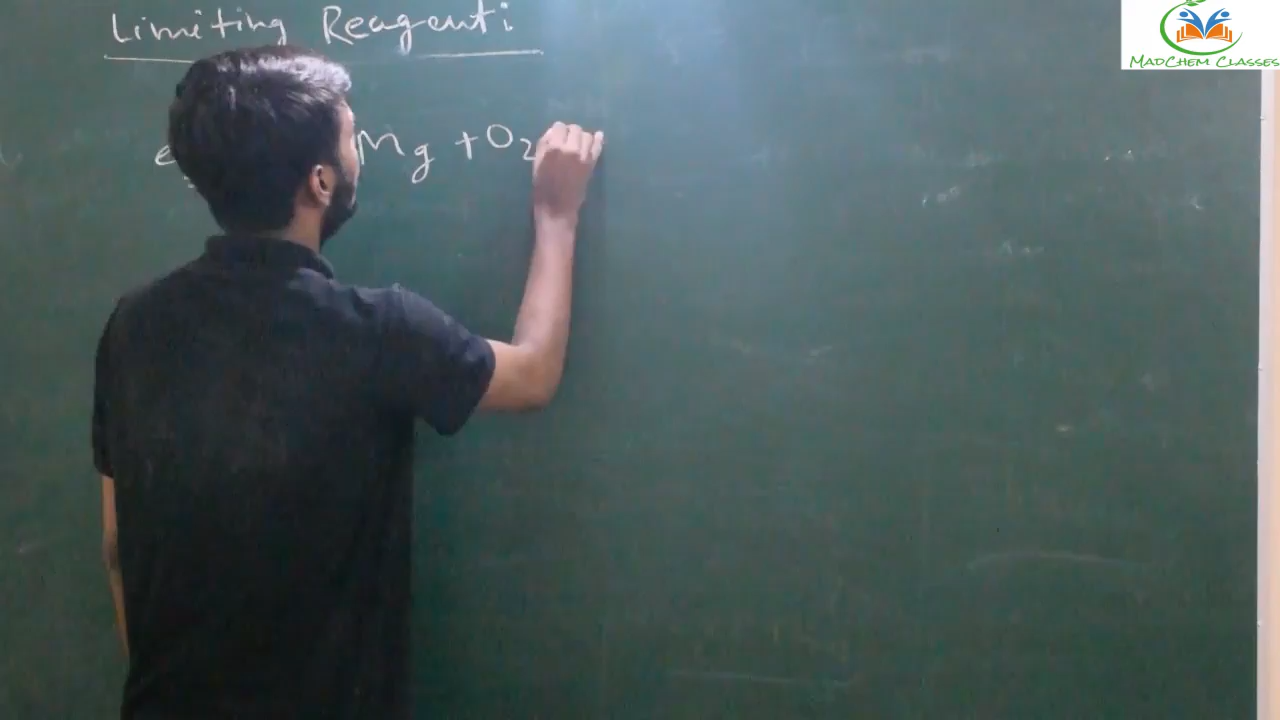 Limiting Reagent:
Mg + O2
MADCHEM CLASSES